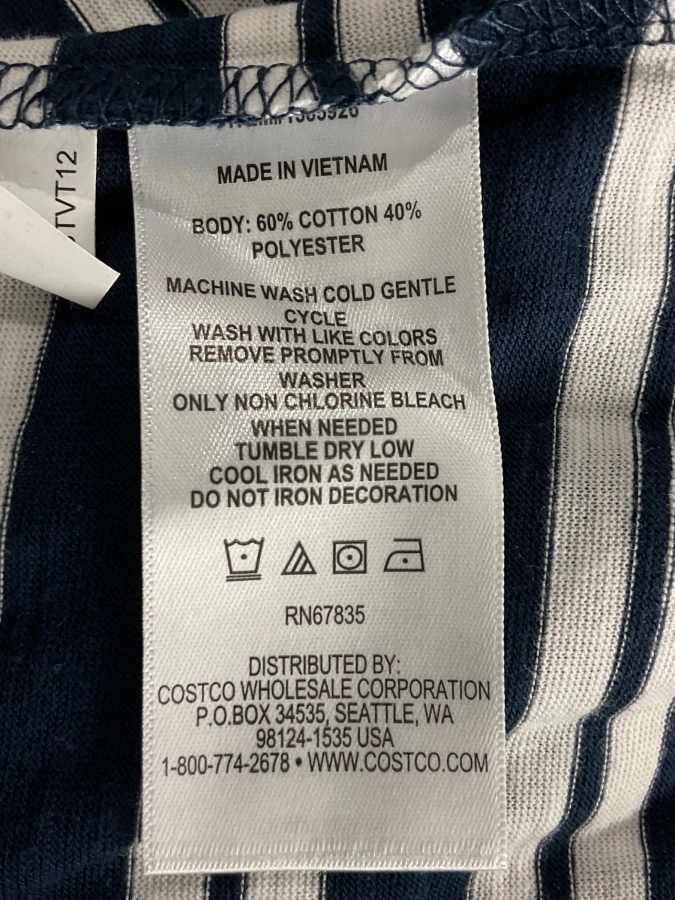 MADE IN VIETNAM
BODY: 60% COTTON 40%
POLYESTER
MACHINE WASH COLD GENTLE
CYCLE
WASH WITH LIKE COLORS
REMOVE PROMPTLY FROM
WASHER
ONLY NON CHLORINE BLEACH
WHEN NEEDED
TUMBLE DRY LOW
COOL IRON AS NEEDED
DO NOT IRON DECORATION
RN67835
DISTRIBUTED BY:
COSTCO WHOLESALE CORPORATION
P.O.BOX 34535, SEATTLE, WA
98124-1535 USA
1-800-774-2678 • WWW.COSTCO.COM